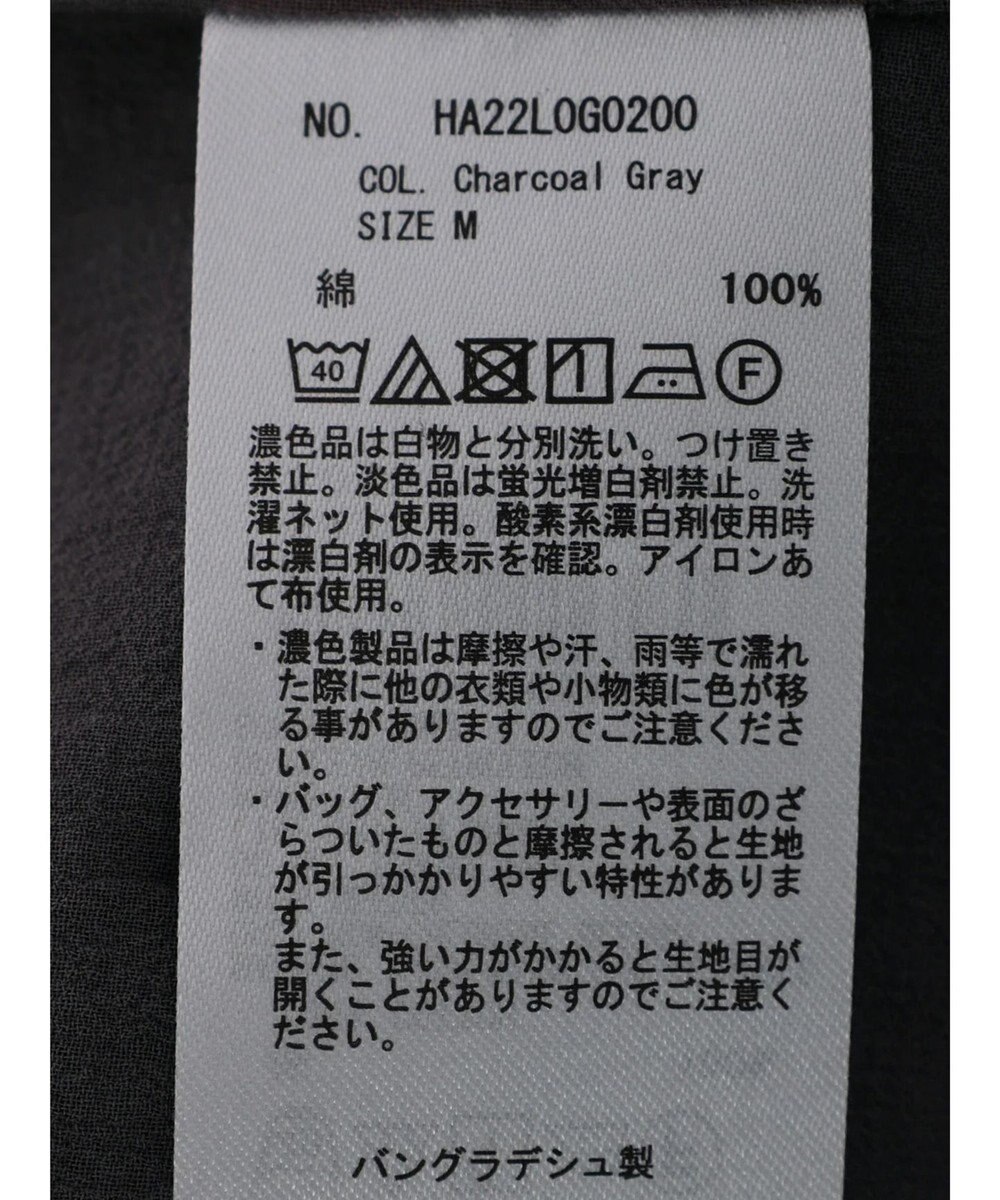 NO. HA22L0G0200
COL. Charcoal Gray
SIZE M
綿 100%
40 F
濃色品は白物と分別洗い。つけ置き
禁止。淡色品は蛍光増白剤禁止。洗
濯ネット使用。酸素系漂白剤使用時
は漂白剤の表示を確認。アイロンあ
て布使用。
・濃色製品は摩擦や汗、雨等で濡れ
た際に他の衣類や小物類に色が移
る事がありますのでご注意くださ
い。
・バッグ、アクセサリーや表面のざ
らついたものと摩擦されると生地
が引っかかりやすい特性がありま
す。
また、強い力がかかると生地目が
開くことがありますのでご注意く
ださい。
バングラデシュ製